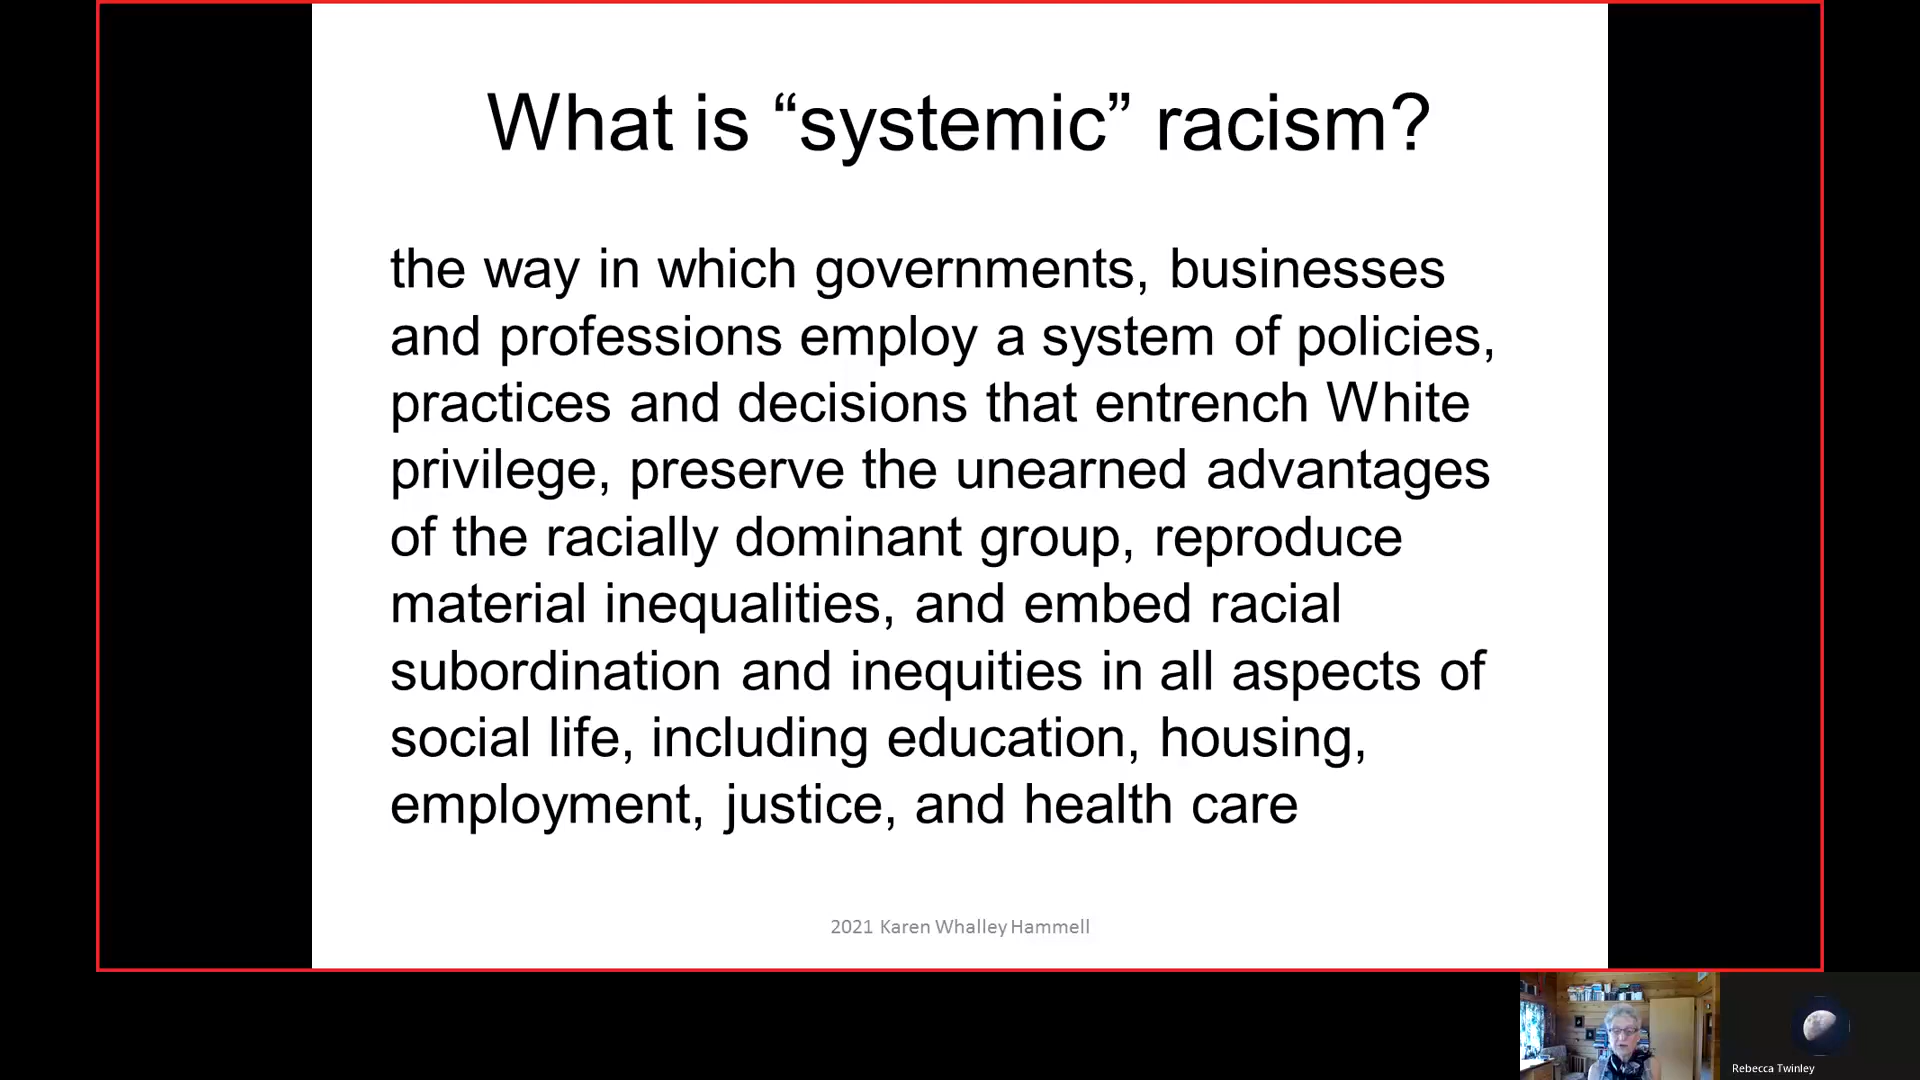 What is “systemic” racism?
the way in which governments, businesses
and professions employ a system of policies,
practices and decisions that entrench White
privilege, preserve the unearned advantages
of the racially dominant group, reproduce
material inequalities, and embed racial
subordination and inequities in all aspects of
social life, including education, housing,
employment, justice, and health care
2021 Karen Whalley Hammell
Rebecca Twinley